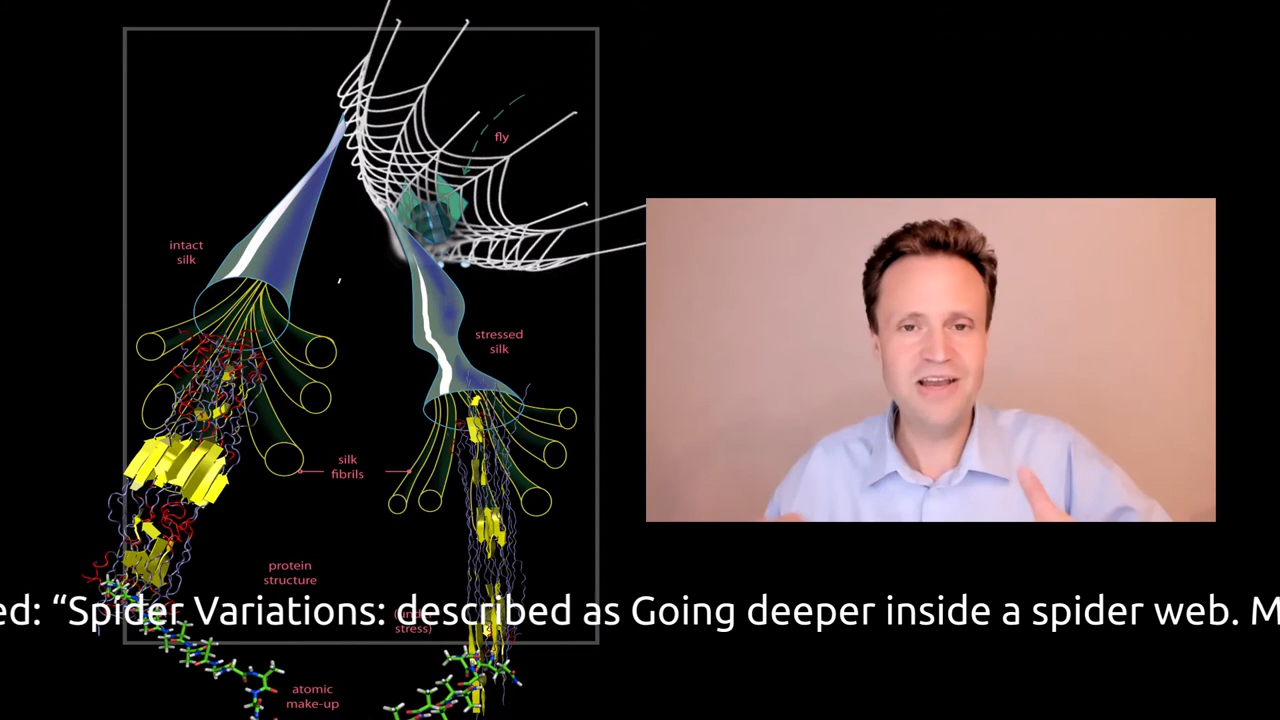 fly
intact
silk
stressed
silk
silk
fibrils
protein
structure
ed: “Spider Variations: described as Going deeper inside a spider web. M
stress)
atomic
make-up